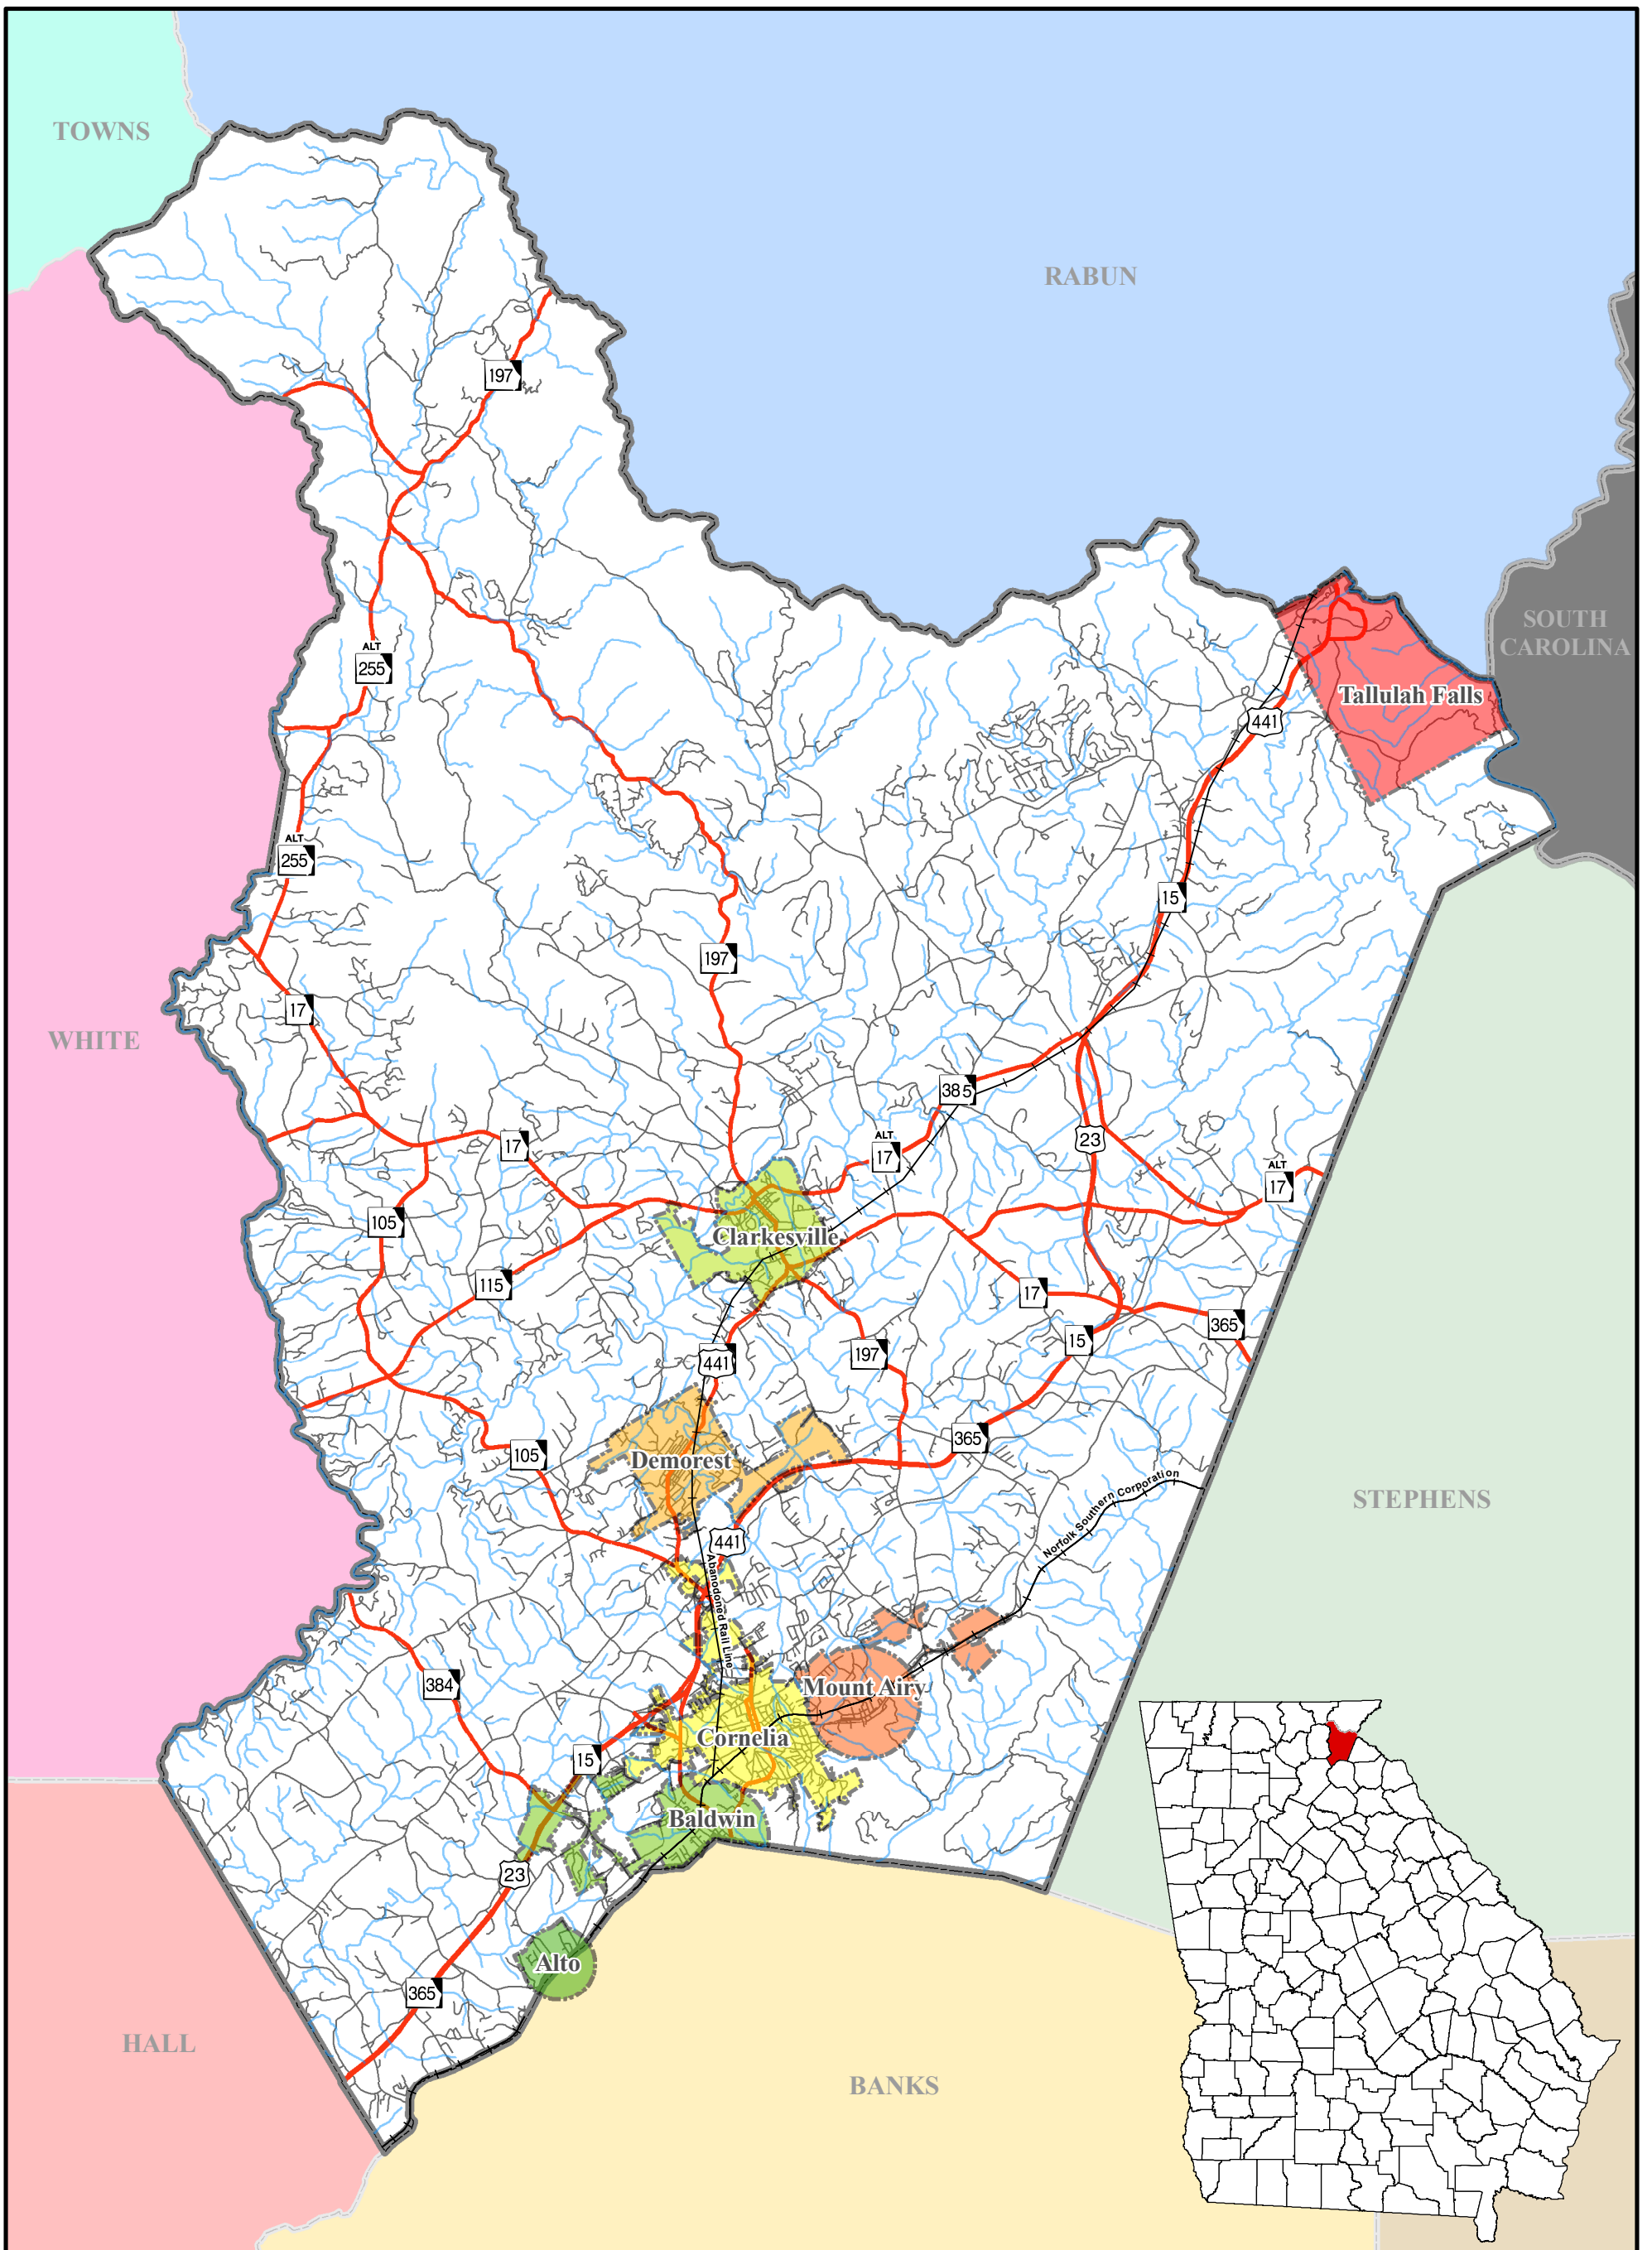 TOWNS
RABUN
197
SOUTH
CAROLINA
ALT
255
Tallulah Falls
441
ALT
255
15
197
17
WHITE
385
23
17
ALT
17
ALT
17
105
Clarkesville
115
17
365
15
197
441
365
105
Demorest
STEPHENS
Norfolk Southern Corporation
441
Abanodoned Rail Line
384
Mount Airy
Cornelia
15
Baldwin
23
Alto
365
HALL
BANKS